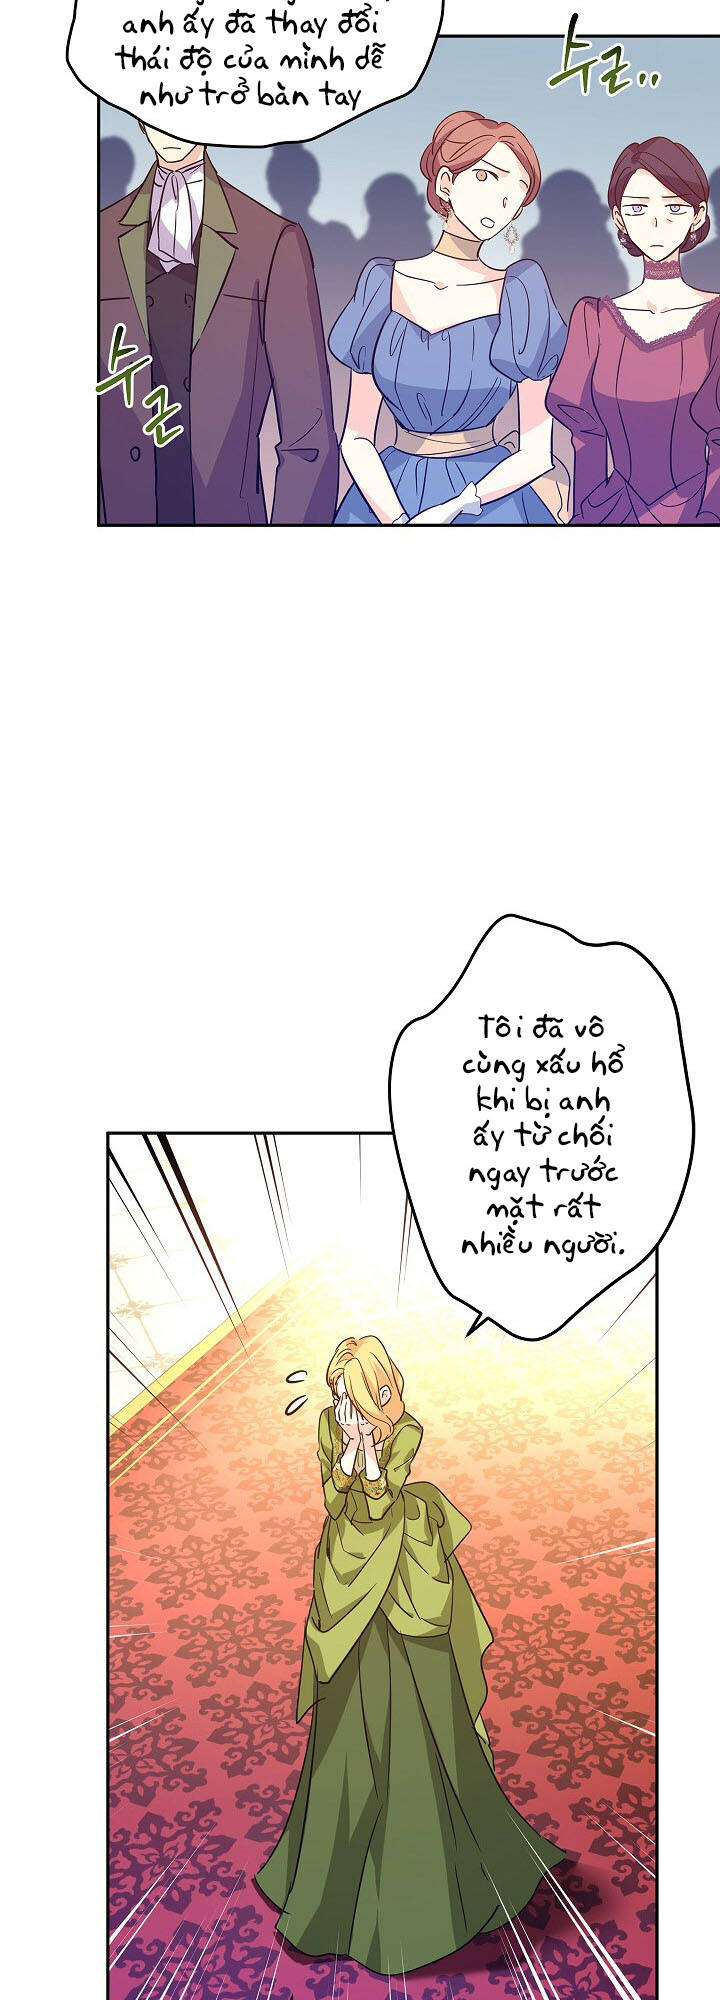 anh ấy đã thay đổi
thái độ của mình dễ
như trở bàn tay
수군..
수군
Tôi đã vô
cùng xấu hổ
khi bị anh
ấy từ chối
ngay trước
mặt rất
nhiều người.